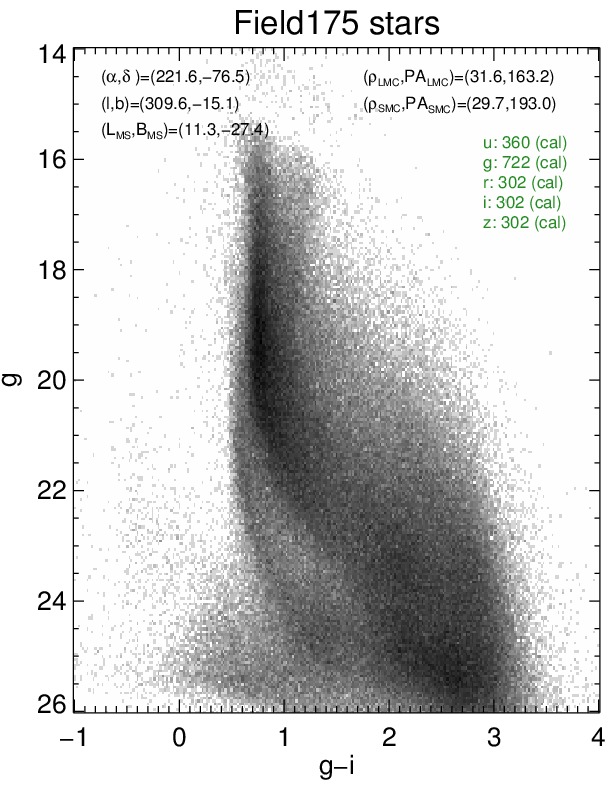 Field175 stars
(α,δ )=(221.6,−76.5)
(ρLMC,PALMC)=(31.6,163.2)
(l,b)=(309.6,−15.1)
(ρSMC,PASMC)=(29.7,193.0)
(LMS,BMS)=(11.3,−27.4)
u: 360 (cal)
g: 722 (cal)
r: 302 (cal)
i: 302 (cal)
z: 302 (cal)
14
16
18
20
22
24
26
g
−1 0 1 2 3 4
g−i